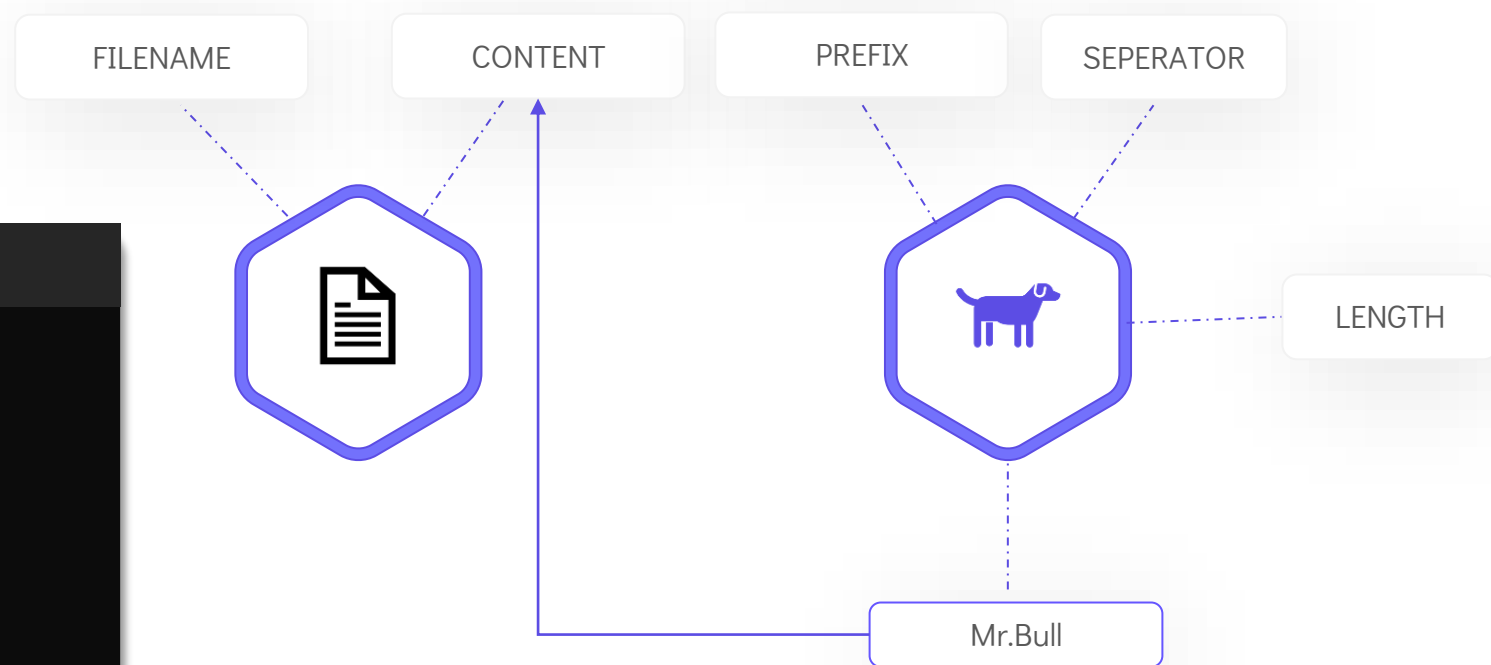 FILENAME
CONTENT
PREFIX
SEPERATOR
LENGTH
Mr.Bull